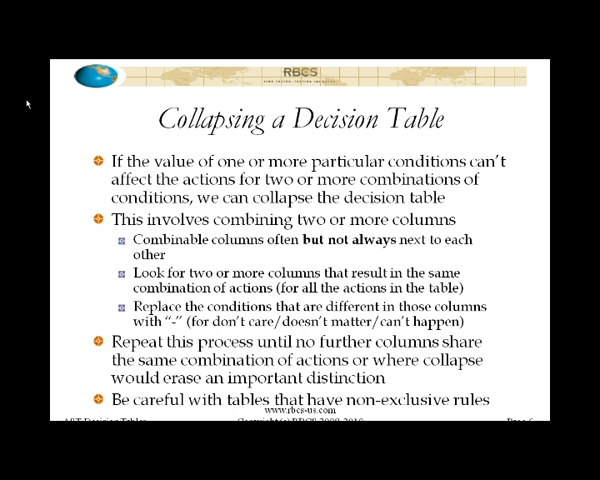 RBCS
Collapsing a Decision Table
If the value of one or more particular conditions can't
affect the actions for two or more combinations of
conditions, we can collapse the decision table
This involves combining two or more columns
Combinable columns often but not always next to each
other
Look for two or more columns that result in the same
combination of actions (for all the actions in the table)
Replace the conditions that are different in those columns
with "-" (for don't care/doesn't matter/can't happen)
Repeat this process until no further columns share
the same combination of actions or where collapse
would erase an important distinction
Be careful with tables that have non-exclusive rules
www.rbcs-us.com